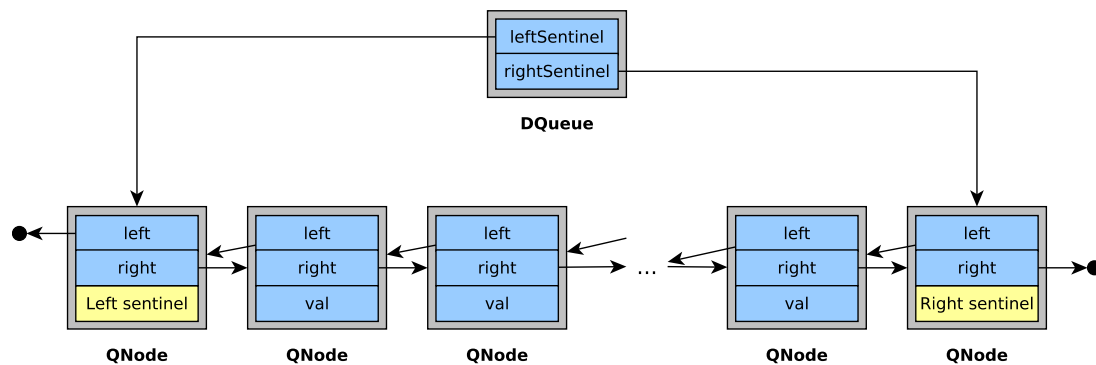 leftSentinel
rightSentinel
DQueue
left
right
Left sentinel
QNode
left
right
val
QNode
left
right
val
QNode
...
left
right
val
QNode
left
right
Right sentinel
QNode